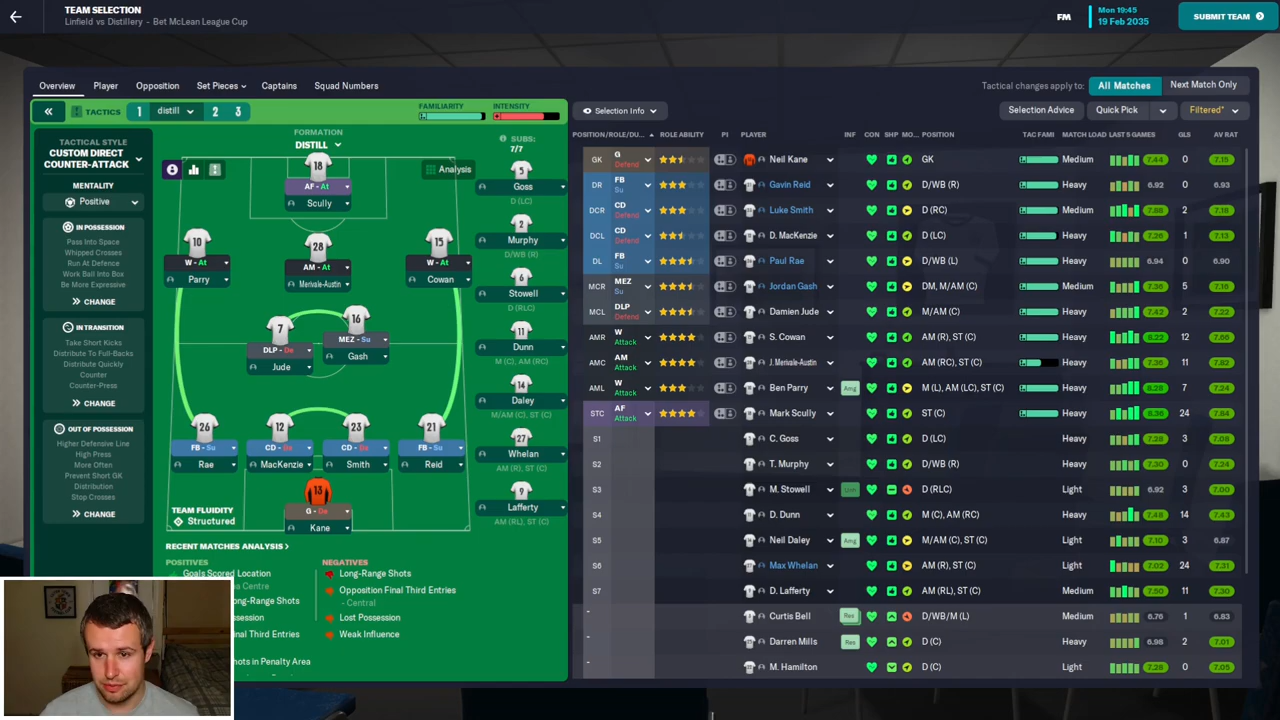 TEAM SELECTION
Linfield vs Distillery - Bet McLean League Cup
FM
Mon 19:45
19 Feb 2035
SUBMIT TEAM
Overview Player Opposition Set Pieces Captains Squad Numbers
Tactical changes apply to: All Matches Next Match Only
TACTICS 1 distill 2 3
FAMILIARITY
INTENSITY
Selection Info
Selection Advice Quick Pick Filtered*
TACTICAL STYLE
CUSTOM DIRECT
COUNTER-ATTACK
MENTALITY
Positive
IN POSSESSION
Pass Into Space
Whipped Crosses
Run At Defence
Work Ball Into Box
Be More Expressive
CHANGE
IN TRANSITION
Take Short Kicks
Distribute To Full-Backs
Distribute Quickly
Counter
Counter-Press
CHANGE
OUT OF POSSESSION
Higher Defensive Line
High Press
More Often
Prevent Short GK
Distribution
Stop Crosses
CHANGE
FORMATION
DISTILL
Analysis
18
AF - At
Scully
10
W - At
Parry
28
AM - At
Merivale-Austin
15
W - At
Cowan
7
DLP - De
Jude
16
MEZ - Su
Gash
26
FB - Su
Rae
12
CD - De
MacKenzie
23
CD - De
Smith
21
FB - Su
Reid
13
G - De
Kane
TEAM FLUIDITY
Structured
SUBS:
7/7
5
Goss
D (LC)
2
Murphy
D/WB (R)
6
Stowell
D (RLC)
11
Dunn
M (C), AM (RC)
14
Daley
M/AM (C), ST (C)
27
Whelan
AM (R), ST (C)
9
Lafferty
AM (RL), ST (C)
RECENT MATCHES ANALYSIS
POSITIVES
Goals Scored Location
Centre
Long-Range Shots
ssession
nal Third Entries
ts in Penalty Area
NEGATIVES
Long-Range Shots
Opposition Final Third Entries
- Central
Lost Possession
Weak Influence
POSITION/ROLE/DU... ROLE ABILITY PI PLAYER INF CON SHP MO... POSITION TAC FAMI MATCH LOAD LAST 5 GAMES GLS AV RAT
GK G Defend Neil Kane GK Medium 7.44 0 7.15
DR FB Su Gavin Reid D/WB (R) Heavy 6.92 0 6.93
DCR CD Defend Luke Smith D (RC) Medium 7.88 2 7.16
DCL CD Defend D. MacKenzie D (LC) Heavy 7.26 1 7.13
DL FB Su Paul Rae D/WB (L) Medium 6.94 0 6.90
MCR MEZ Su Jordan Gash DM, M/AM (C) Heavy 7.36 5 7.16
MCL DLP Defend Damien Jude M/AM (C) Heavy 7.42 2 7.22
AMR W Attack S. Cowan AM (R), ST (C) Heavy 12 7.66
AMC AM Attack J. Merivale-Austin AM (RC), ST (C) Heavy 7.36 11 7.82
AML W Attack Ben Parry Amg M (L), AM (LC), ST (C) Heavy 8.28 7 7.24
STC AF Attack Mark Scully ST (C) Medium 8.36 24 7.84
S1 C. Goss D (LC) Heavy 7.28 3 7.08
S2 T. Murphy D/WB (R) Heavy 7.30 0 7.24
S3 M. Stowell D (RLC) Light 6.92 3 7.00
S4 D. Dunn M (C), AM (RC) Light 7.48 14 7.43
S5 Neil Daley Amg M/AM (C), ST (C) Light 7.10 3 6.87
S6 Max Whelan AM (R), ST (C) Light 7.02 24 7.31
S7 D. Lafferty AM (RL), ST (C) Medium 7.50 11 7.30
- Curtis Bell Res D/WB/M (L) Medium 6.76 1 6.83
- Darren Mills Res D (C) Heavy 6.98 2 7.01
- M. Hamilton D (C) Light 7.28 0 7.05